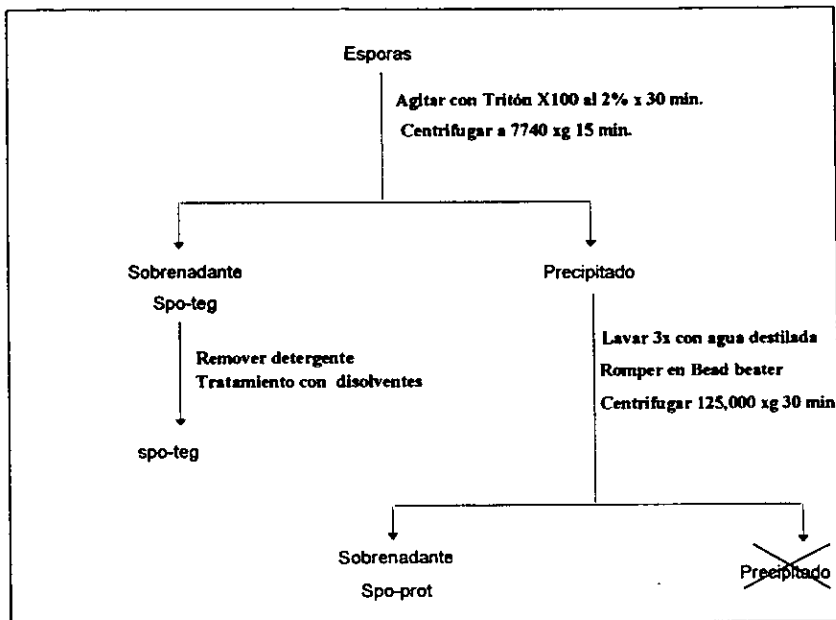 Esporas
Agitar con Tritón X100 al 2% x 30 min.
Centrifugar a 7740 xg 15 min.
Sobrenadante
Spo-teg
Precipitado
Remover detergente
Tratamiento con disolventes
spo-teg
Lavar 3x con agua destilada
Romper en Bead beater
Centrifugar 125,000 xg 30 min
Sobrenadante
Spo-prot
Precipitado